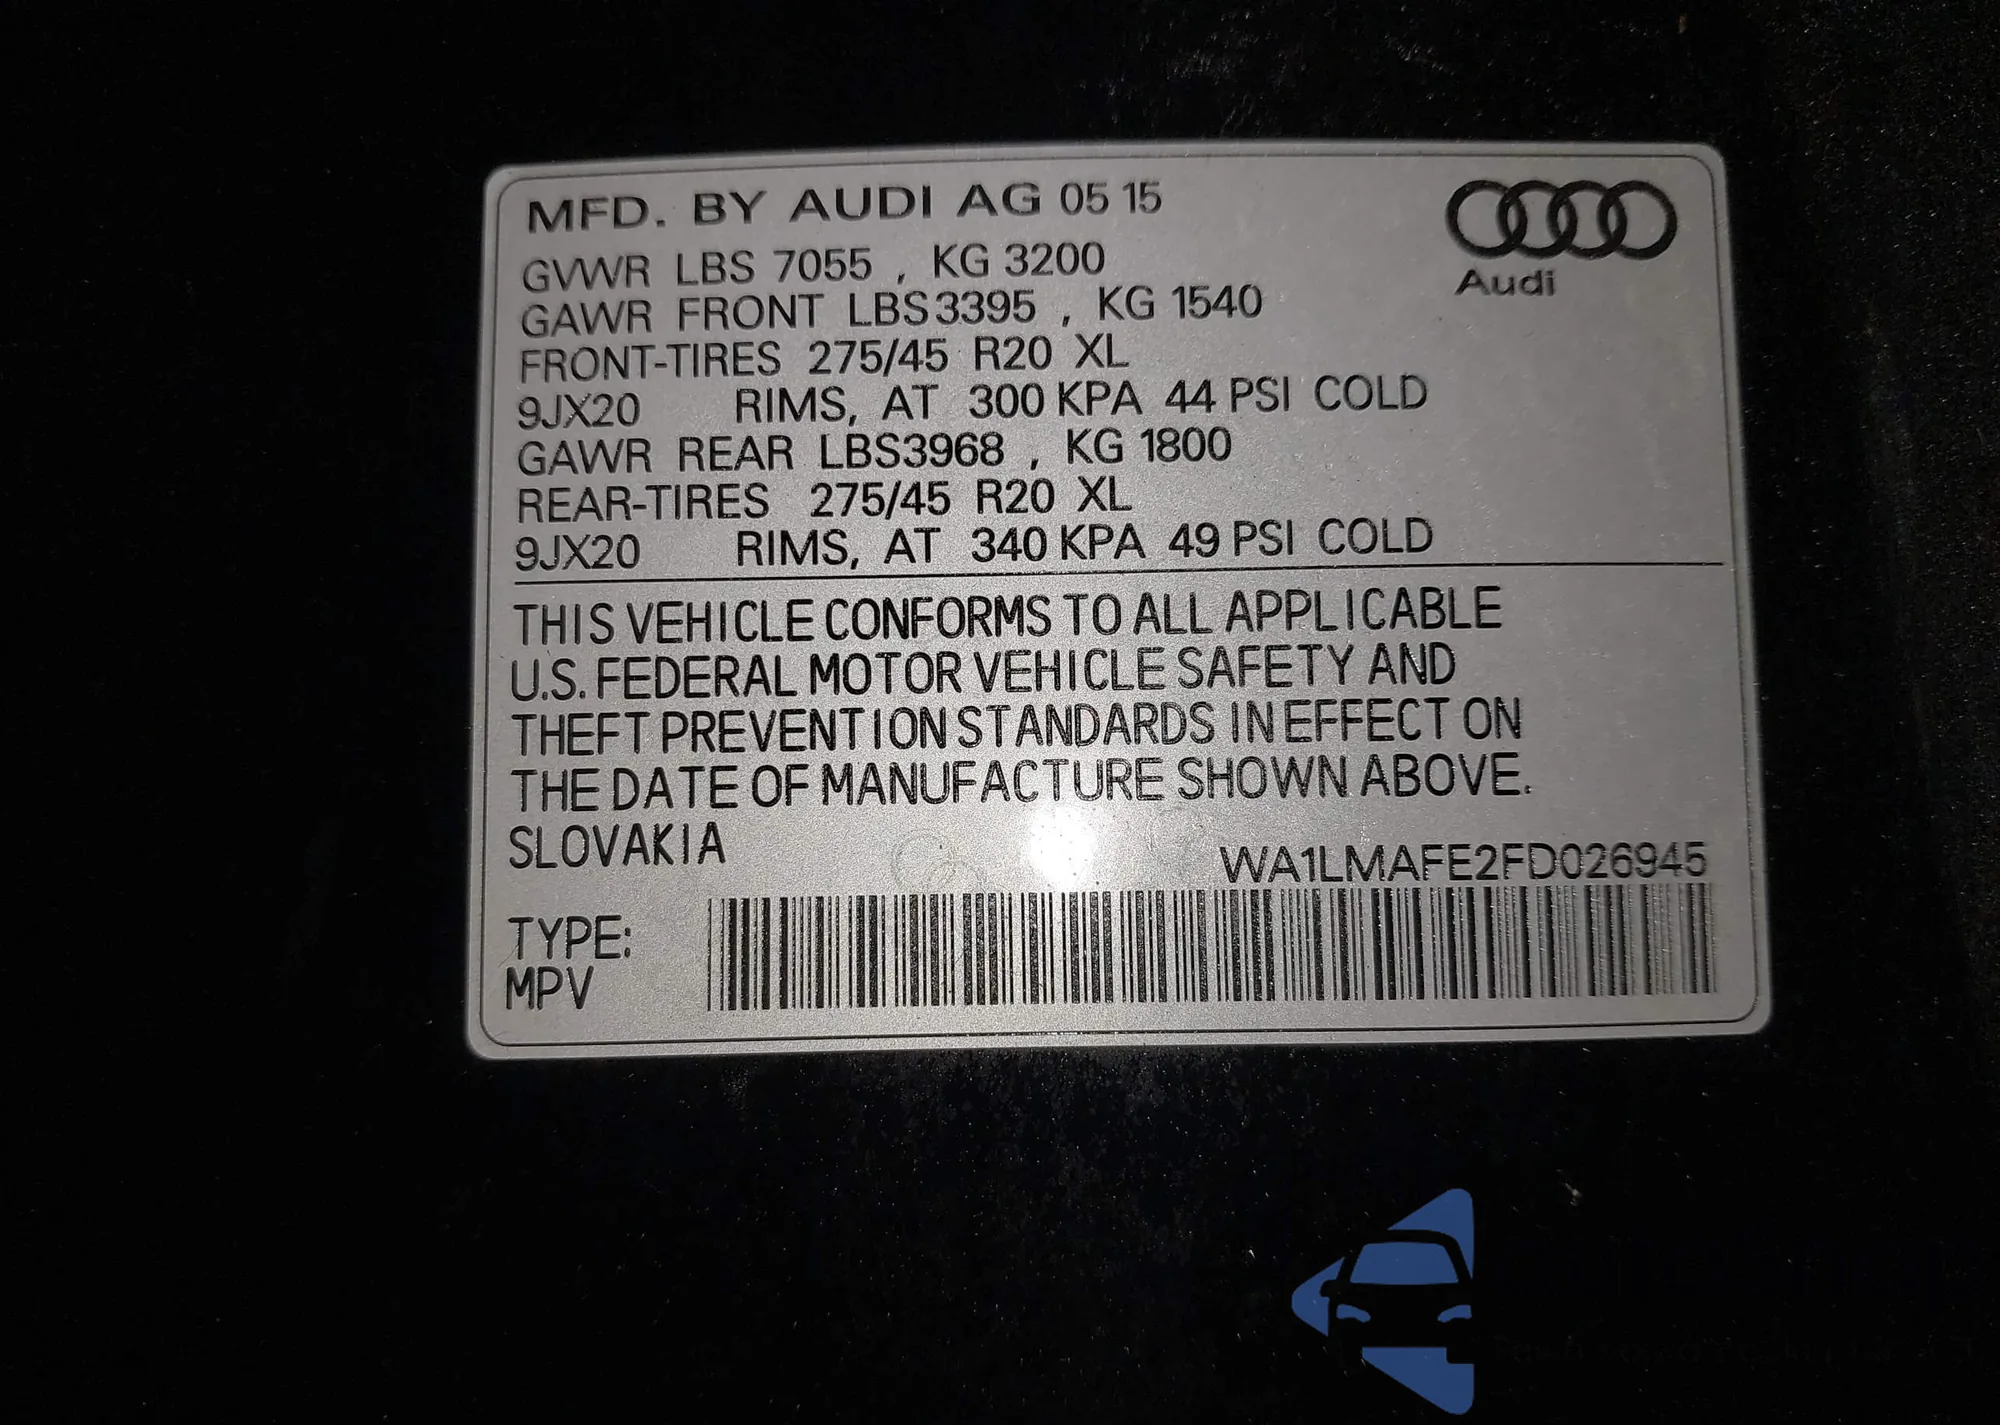 MFD. BY AUDI AG 05 15
Audi
GVWR LBS 7055 , KG 3200
GAWR FRONT LBS3395 , KG 1540
FRONT-TIRES 275/45 R20 XL
9JX20 RIMS, AT 300 KPA 44 PSI COLD
GAWR REAR LBS3968 , KG 1800
REAR-TIRES 275/45 R20 XL
9JX20 RIMS, AT 340 KPA 49 PSI COLD
THIS VEHICLE CONFORMS TO ALL APPLICABLE
U.S. FEDERAL MOTOR VEHICLE SAFETY AND
THEFT PREVENTION STANDARDS IN EFFECT ON
THE DATE OF MANUFACTURE SHOWN ABOVE.
SLOVAKIA
WA1LMAFE2FD026945
TYPE:
MPV